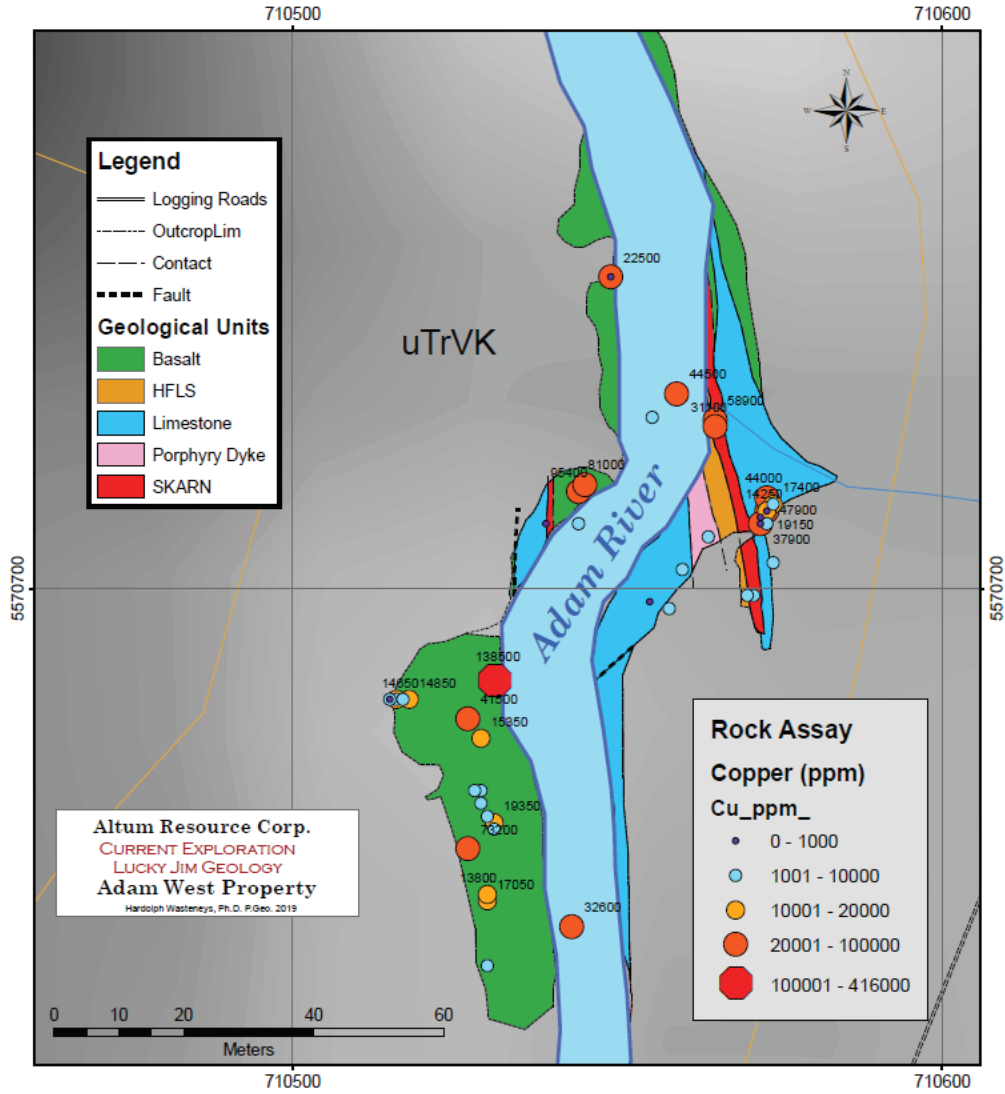 710500
710600
N
W
E
S
Legend
Logging Roads
OutcropLim
Contact
Fault
Geological Units
Basalt
HFLS
Limestone
Porphyry Dyke
SKARN
uTrVK
22500
44500
58900
31100
81000
95400
44000
17400
14250
47900
19150
37900
Adam River
5570700
5570700
138500
14650
14850
41500
15350
19350
73200
13800
17050
32600
Altum Resource Corp.
CURRENT EXPLORATION
LUCKY JIM GEOLOGY
Adam West Property
Hardolph Wasteneys, Ph.D. P.Geo. 2019
Rock Assay
Copper (ppm)
Cu_ppm_
0 - 1000
1001 - 10000
10001 - 20000
20001 - 100000
100001 - 416000
0 10 20 40 60
Meters
710500
710600